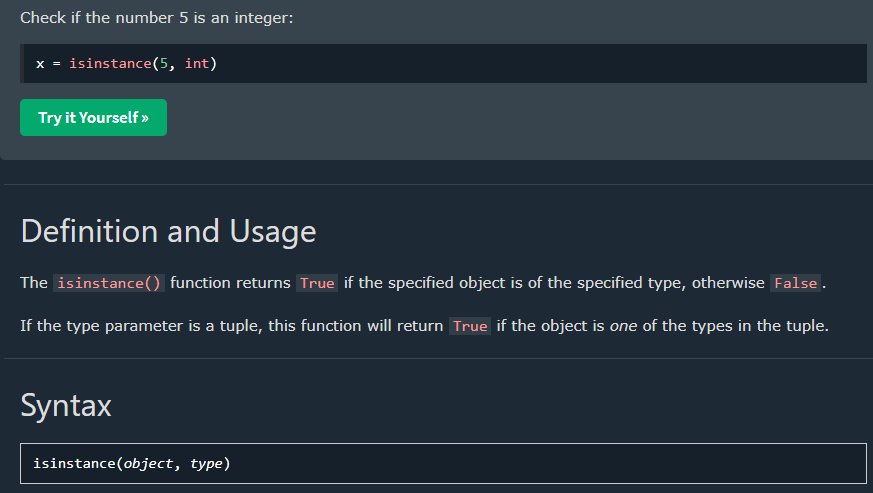 Check if the number 5 is an integer:
x = isinstance(5, int)
Try it Yourself »
Definition and Usage
The isinstance() function returns True if the specified object is of the specified type, otherwise False.
If the type parameter is a tuple, this function will return True if the object is one of the types in the tuple.
Syntax
isinstance(object, type)